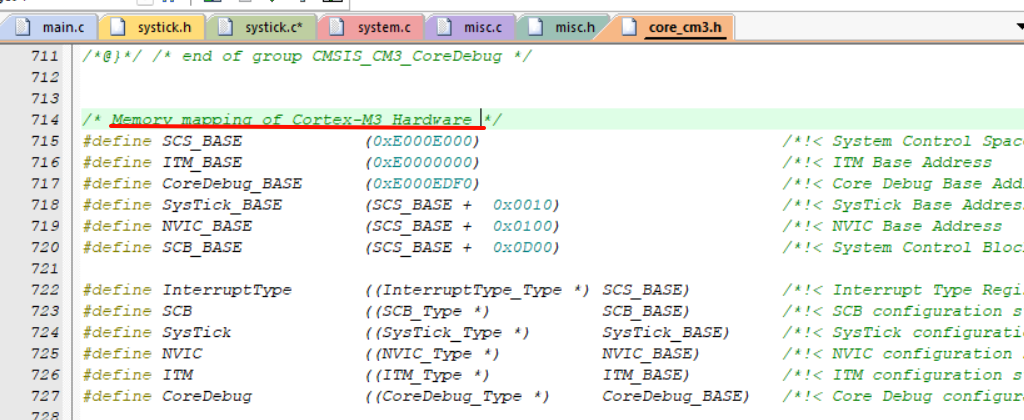 main.c systick.h systick.c* system.c misc.c misc.h core_cm3.h
711 /*@}*/ /* end of group CMSIS_CM3_CoreDebug */
712
713
714 /* Memory mapping of Cortex-M3 Hardware */
715 #define SCS_BASE (0xE000E000) /*!< System Control Space
716 #define ITM_BASE (0xE0000000) /*!< ITM Base Address
717 #define CoreDebug_BASE (0xE000EDF0) /*!< Core Debug Base Add
718 #define SysTick_BASE (SCS_BASE + 0x0010) /*!< SysTick Base Addres
719 #define NVIC_BASE (SCS_BASE + 0x0100) /*!< NVIC Base Address
720 #define SCB_BASE (SCS_BASE + 0x0D00) /*!< System Control Bloc
721
722 #define InterruptType ((InterruptType_Type *) SCS_BASE) /*!< Interrupt Type Regi
723 #define SCB ((SCB_Type *) SCB_BASE) /*!< SCB configuration s
724 #define SysTick ((SysTick_Type *) SysTick_BASE) /*!< SysTick configurati
725 #define NVIC ((NVIC_Type *) NVIC_BASE) /*!< NVIC configuration
726 #define ITM ((ITM_Type *) ITM_BASE) /*!< ITM configuration s
727 #define CoreDebug ((CoreDebug_Type *) CoreDebug_BASE) /*!< Core Debug configur
728